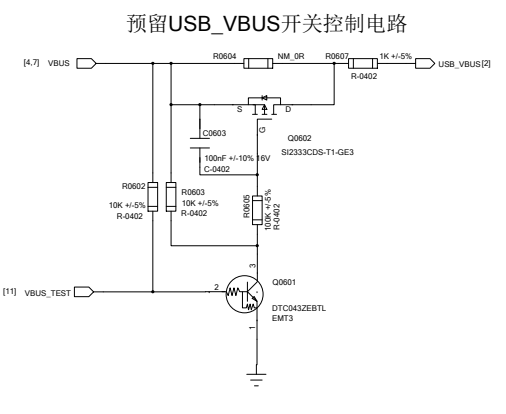 预留USB_VBUS开关控制电路
[4,7] VBUS
R0604 NM_0R
R0607 1K +/-5%
R-0402
USB_VBUS [2]
S D
G
C0603
100nF +/-10% 16V
C-0402
Q0602
SI2333CDS-T1-GE3
R0602
10K +/-5%
R-0402
R0603
10K +/-5%
R-0402
R0605
100K +/-5%
R-0402
3
[11] VBUS_TEST
2
Q0601
DTC043ZEBTL
EMT3
1